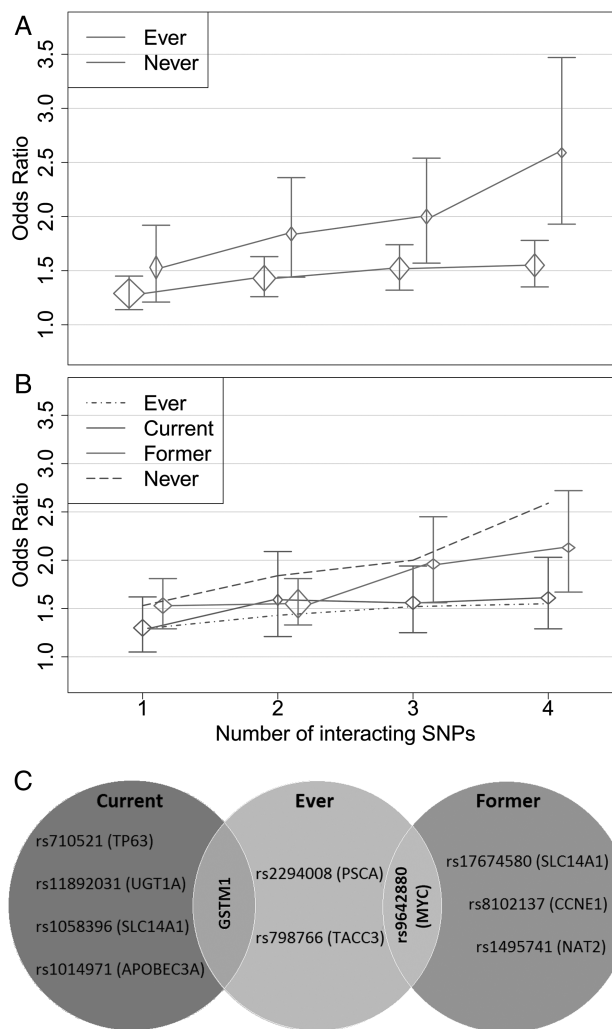 A
Ever
Never
3.5
3.0
2.5
2.0
1.5
1.0
Odds Ratio
B
Ever
Current
Former
Never
3.5
3.0
2.5
2.0
1.5
1.0
Odds Ratio
1 2 3 4
Number of interacting SNPs
C
Current
rs710521 (TP63)
rs11892031 (UGT1A)
rs1058396 (SLC14A1)
rs1014971 (APOBEC3A)
GSTM1
Ever
rs2294008 (PSCA)
rs798766 (TACC3)
rs9642880
(MYC)
Former
rs17674580 (SLC14A1)
rs8102137 (CCNE1)
rs1495741 (NAT2)